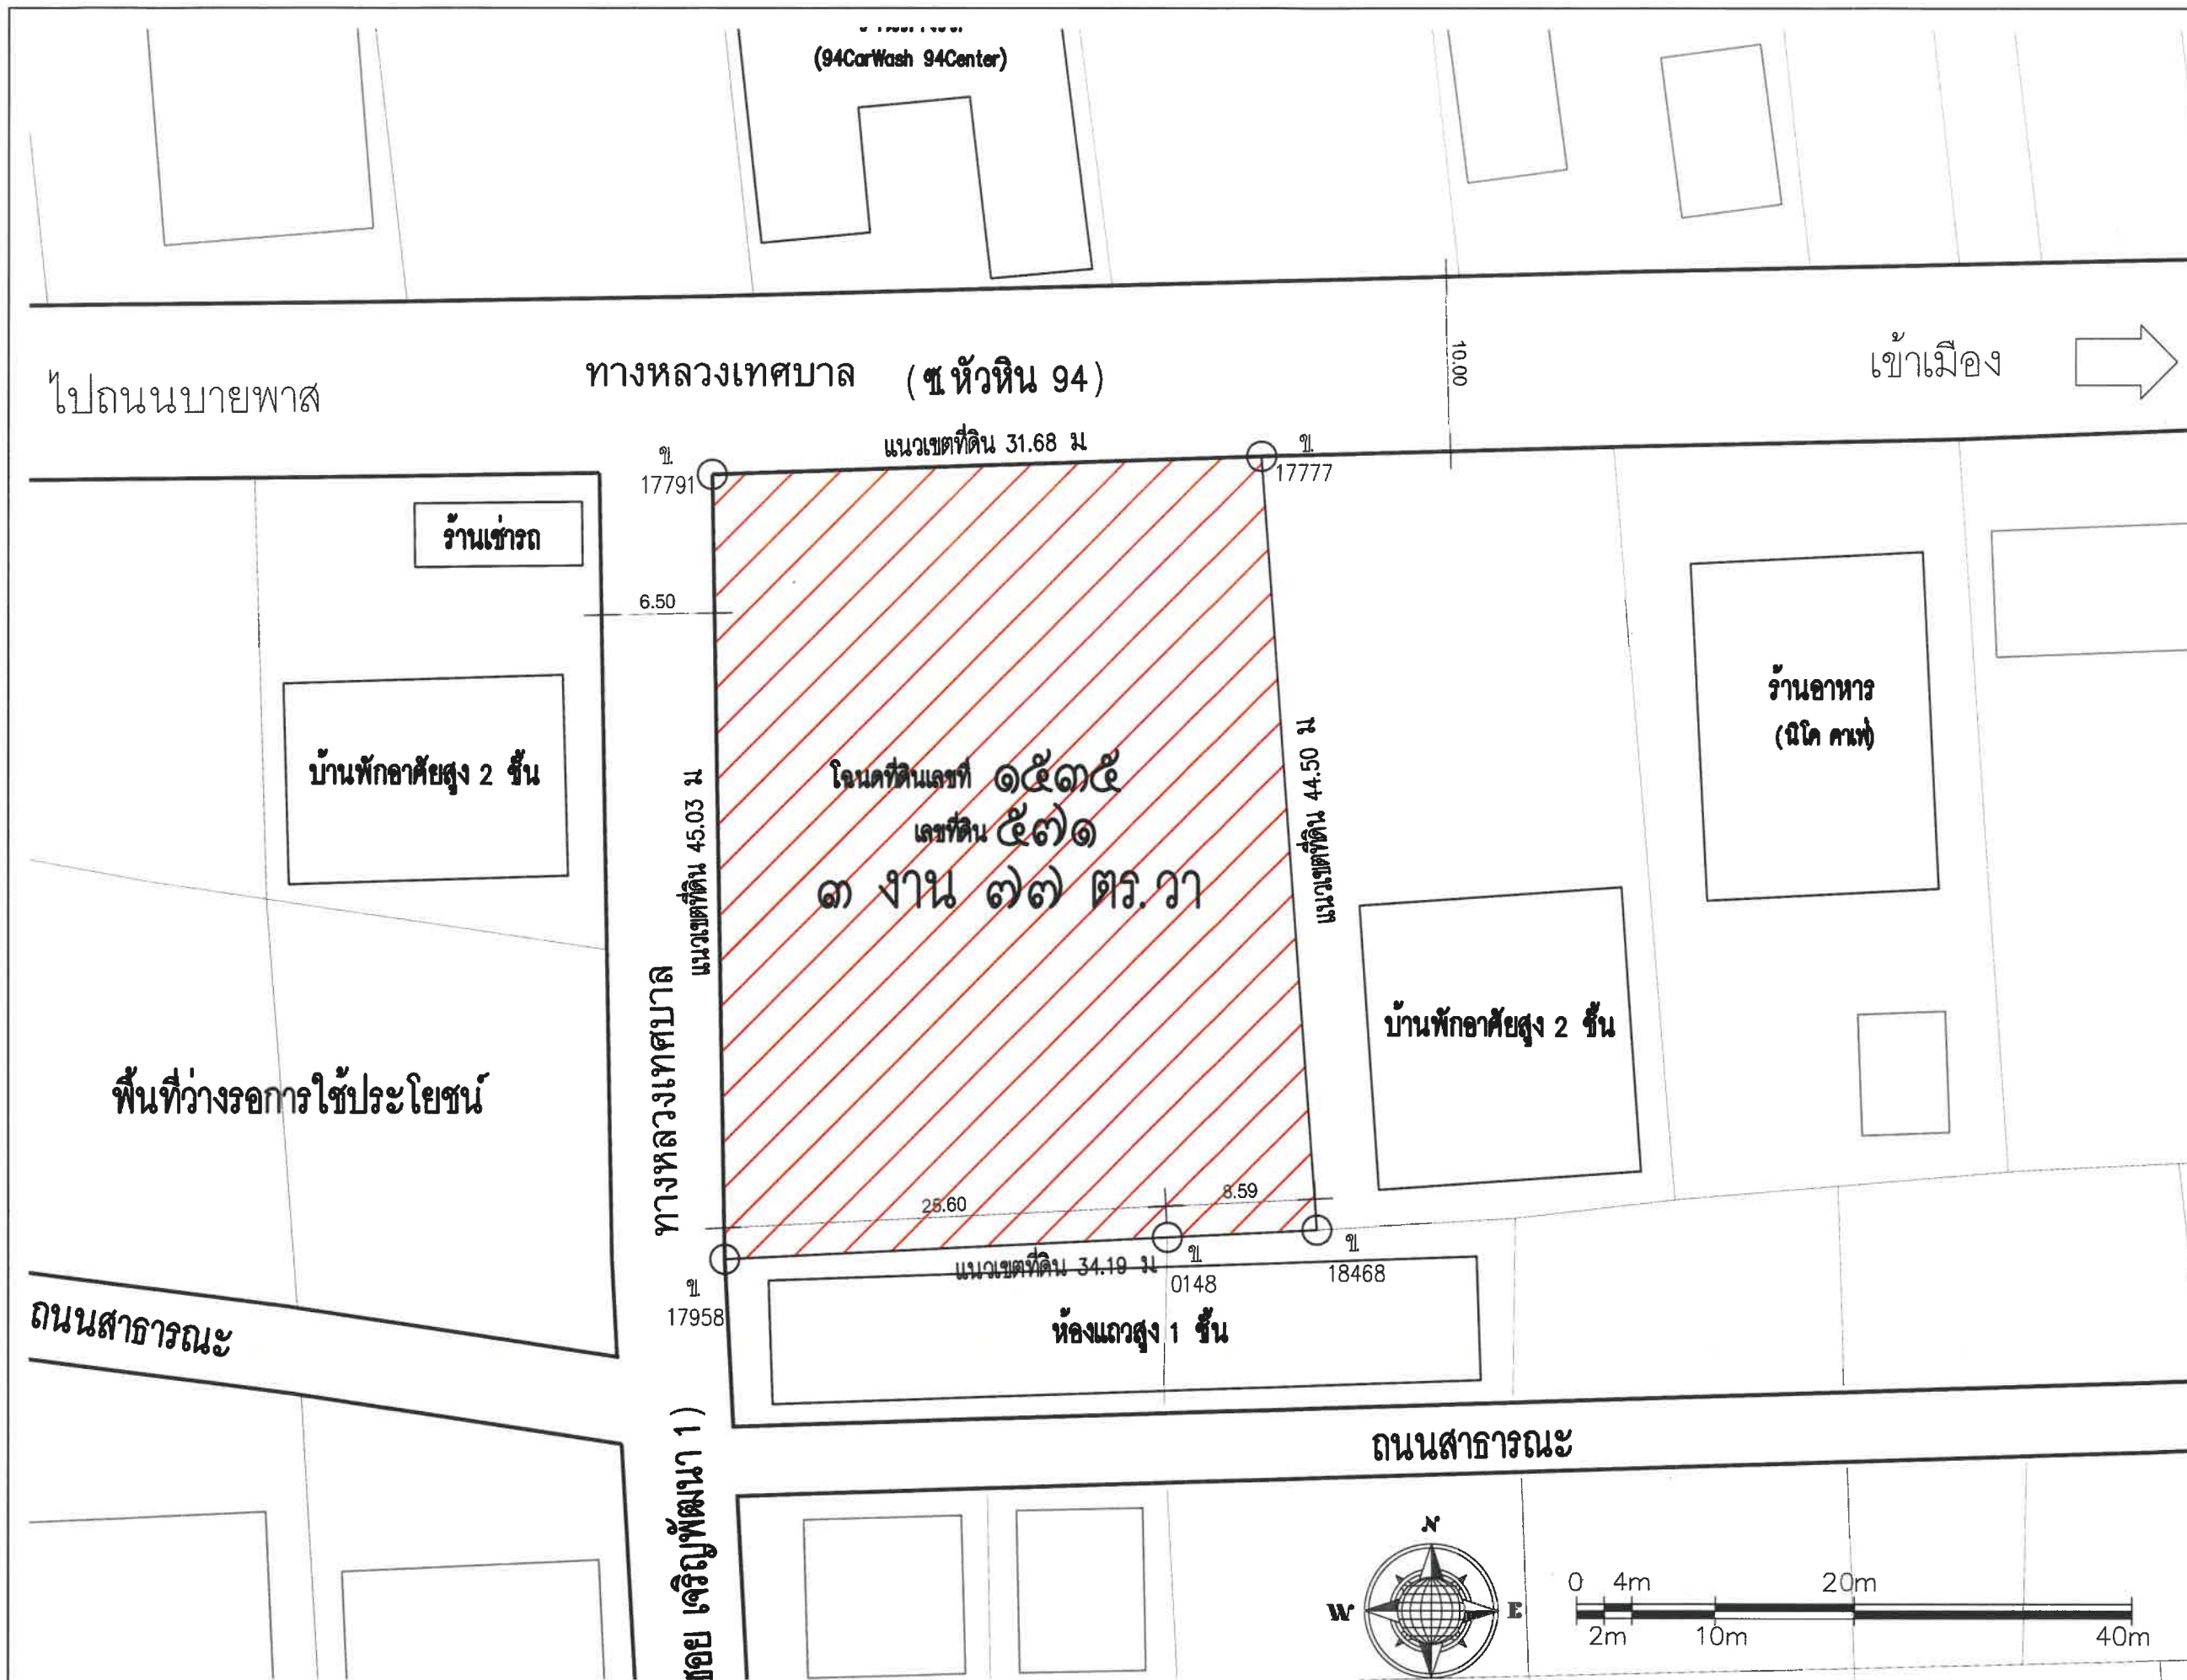 (94CarWash 94Center)
ทางหลวงเทศบาล (ซ.หัวหิน 94)
ไปถนนบายพาส
เข้าเมือง
10.00
แนวเขตที่ดิน 31.68 ม
ข.
17791
ข.
17777
ร้านเช่ารถ
6.50
บ้านพักอาศัยสูง 2 ชั้น
แนวเขตที่ดิน 45.03 ม
โฉนดที่ดินเลขที่ ๑๕๓๕
เลขที่ดิน ๕๗๑
๓ งาน ๗๗ ตร.วา
แนวเขตที่ดิน 44.50 ม
ร้านอาหาร
(นิโค คาเฟ่)
บ้านพักอาศัยสูง 2 ชั้น
พื้นที่ว่างรอการใช้ประโยชน์
ทางหลวงเทศบาล
25.60
8.59
แนวเขตที่ดิน 34.19 ม
ข.
0148
ข.
18468
ข.
17958
ห้องแถวสูง 1 ชั้น
ถนนสาธารณะ
ถนนสาธารณะ
ซอย เจริญพัฒนา 1)
N
W
E
0 4m 20m
2m 10m 40m